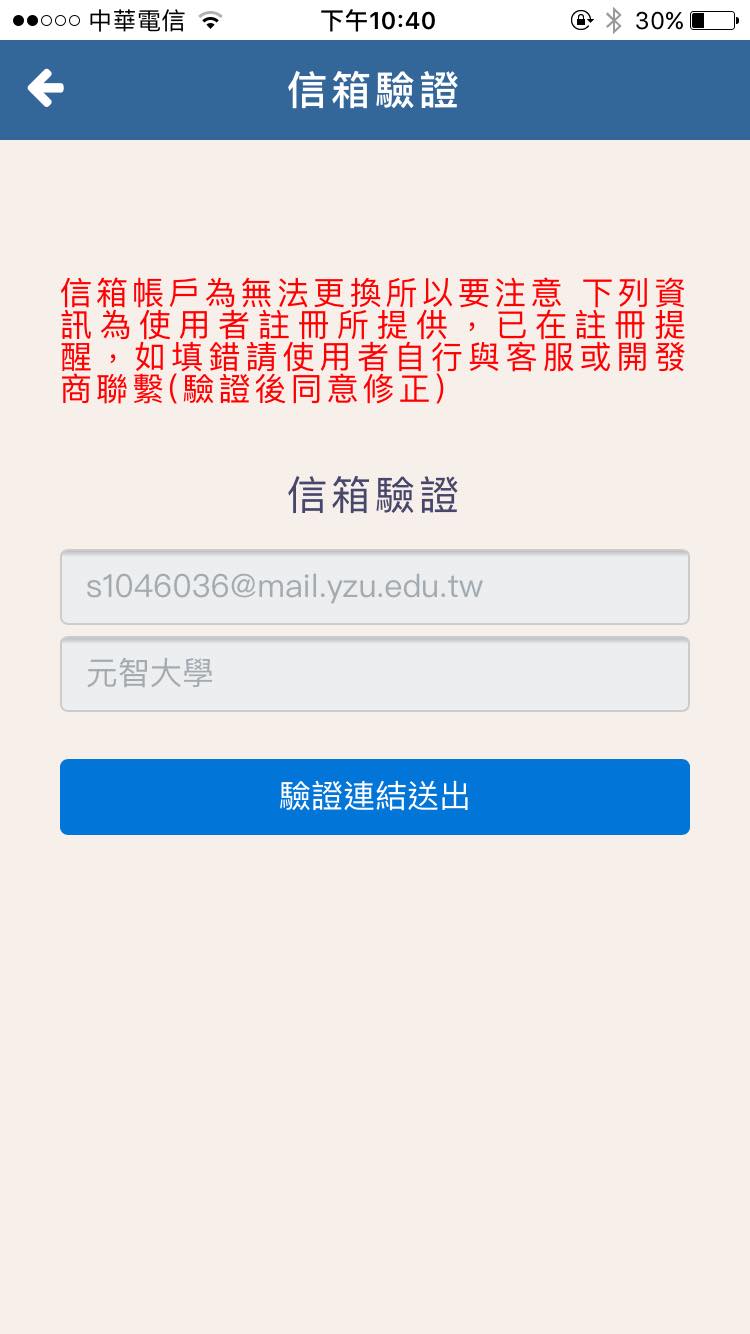 中華電信 下午10:40 30%
信箱驗證
信箱帳戶為無法更換所以要注意 下列資
訊為使用者註冊所提供，已在註冊提
醒，如填錯請使用者自行與客服或開發
商聯繫(驗證後同意修正)
信箱驗證
s1046036@mail.yzu.edu.tw
元智大學
驗證連結送出